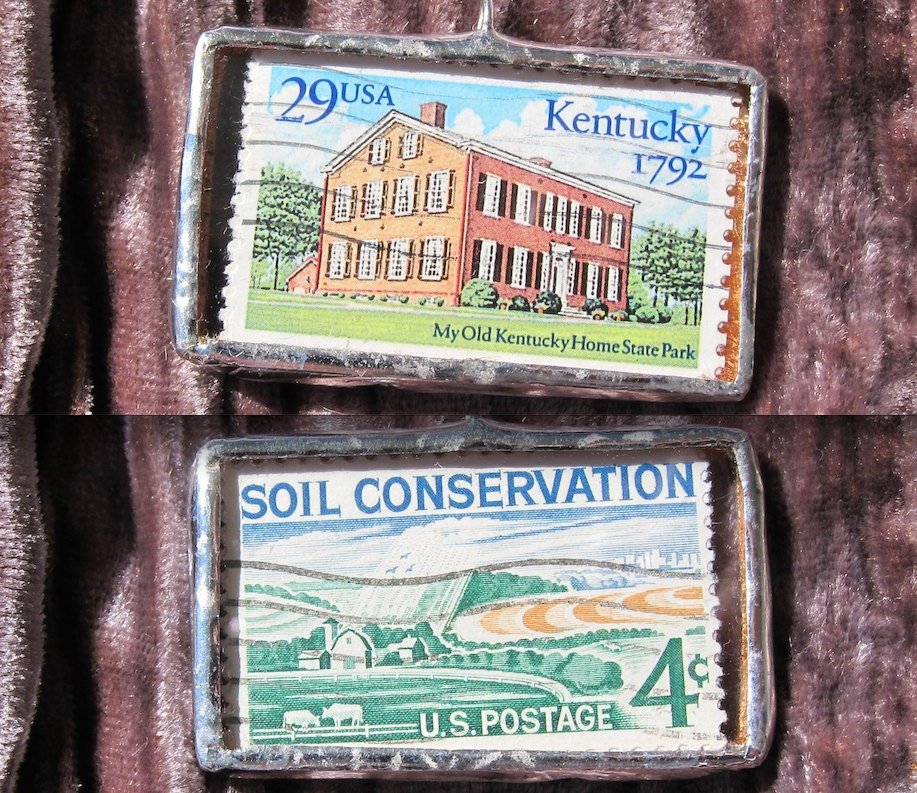 29USA
Kentucky
1792
My Old Kentucky Home State Park
SOIL CONSERVATION
4¢
U.S. POSTAGE